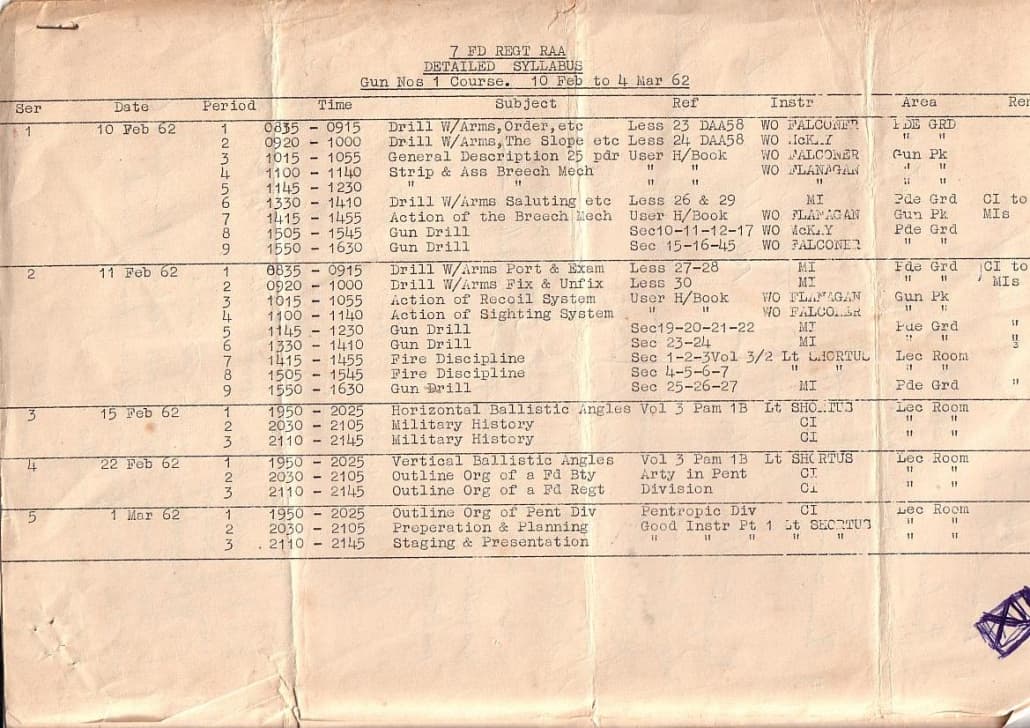 7 FD REGT RAA
DETAILED SYLLABUS
Gun Nos 1 Course. 10 Feb to 4 Mar 62
Ser Date Period Time Subject Ref Instr Area
1 10 Feb 62 1 0835 - 0915 Drill W/Arms,Order,etc Less 23 DAA58 WO FALCONER PDE GRD
2 0920 - 1000 Drill W/Arms,The Slope etc Less 24 DAA58 WO " "
3 1015 - 1055 General Description 25 pdr User H/Book WO FALCONER Gun Pk
4 1100 - 1140 Strip & Ass Breech Mech " " WO FLANAGAN " "
5 1145 - 1230 " " " " " " "
6 1330 - 1410 Drill W/Arms Saluting etc Less 26 & 29 MI Pde Grd CI to
7 1415 - 1455 Action of the Breech Mech User H/Book WO FLANAGAN Gun Pk MIs
8 1505 - 1545 Gun Drill Sec10-11-12-17 WO Pde Grd
9 1550 - 1630 Gun Drill Sec 15-16-45 WO FALCONER " "
2 11 Feb 62 1 0835 - 0915 Drill W/Arms Port & Exam Less 27-28 MI Pde Grd CI to
2 0920 - 1000 Drill W/Arms Fix & Unfix Less 30 MI " " MIs
3 1015 - 1055 Action of Recoil System User H/Book WO FLANAGAN Gun Pk
4 1100 - 1140 Action of Sighting System " " WO FALCONER " "
5 1145 - 1230 Gun Drill Sec19-20-21-22 MI Pde Grd "
6 1330 - 1410 Gun Drill Sec 23-24 MI " " "
7 1415 - 1455 Fire Discipline Sec 1-2-3Vol 3/2 Lt SHORTUS Lec Room
8 1505 - 1545 Fire Discipline Sec 4-5-6-7 " " " "
9 1550 - 1630 Gun Drill Sec 25-26-27 MI Pde Grd "
3 15 Feb 62 1 1950 - 2025 Horizontal Ballistic Angles Vol 3 Pam 1B Lt SHORTUS Lec Room
2 2030 - 2105 Military History CI " "
3 2110 - 2145 Military History CI " "
4 22 Feb 62 1 1950 - 2025 Vertical Ballistic Angles Vol 3 Pam 1B Lt SHORTUS Lec Room
2 2030 - 2105 Outline Org of a Fd Bty Arty in Pent CI " "
3 2110 - 2145 Outline Org of a Fd Regt Division CI " "
5 1 Mar 62 1 1950 - 2025 Outline Org of Pent Div Pentropic Div CI Lec Room
2 2030 - 2105 Preperation & Planning Good Instr Pt 1 Lt SHORTUS " "
3 2110 - 2145 Staging & Presentation " " " " " " "